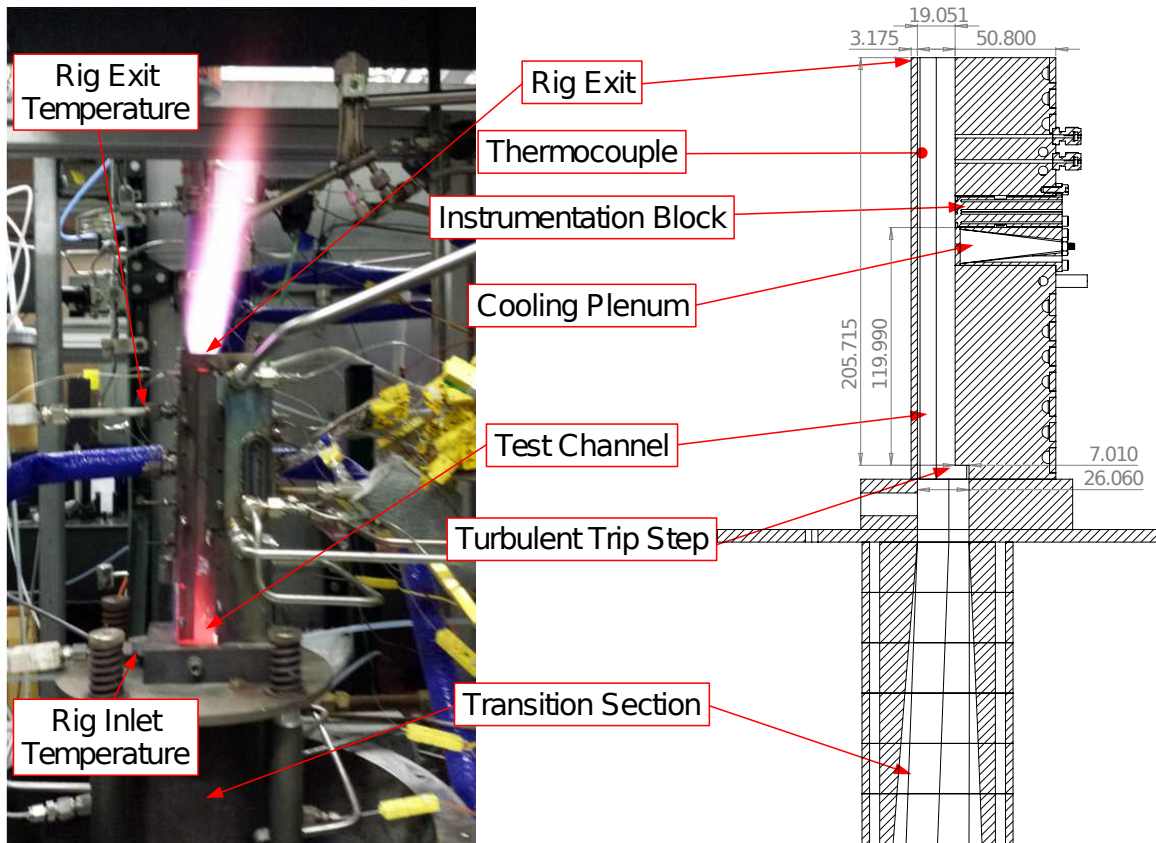 19.051
3.175
50.800
Rig Exit
Temperature
Rig Exit
Thermocouple
Instrumentation Block
Cooling Plenum
205.715
119.990
Test Channel
7.010
26.060
Turbulent Trip Step
Rig Inlet
Temperature
Transition Section